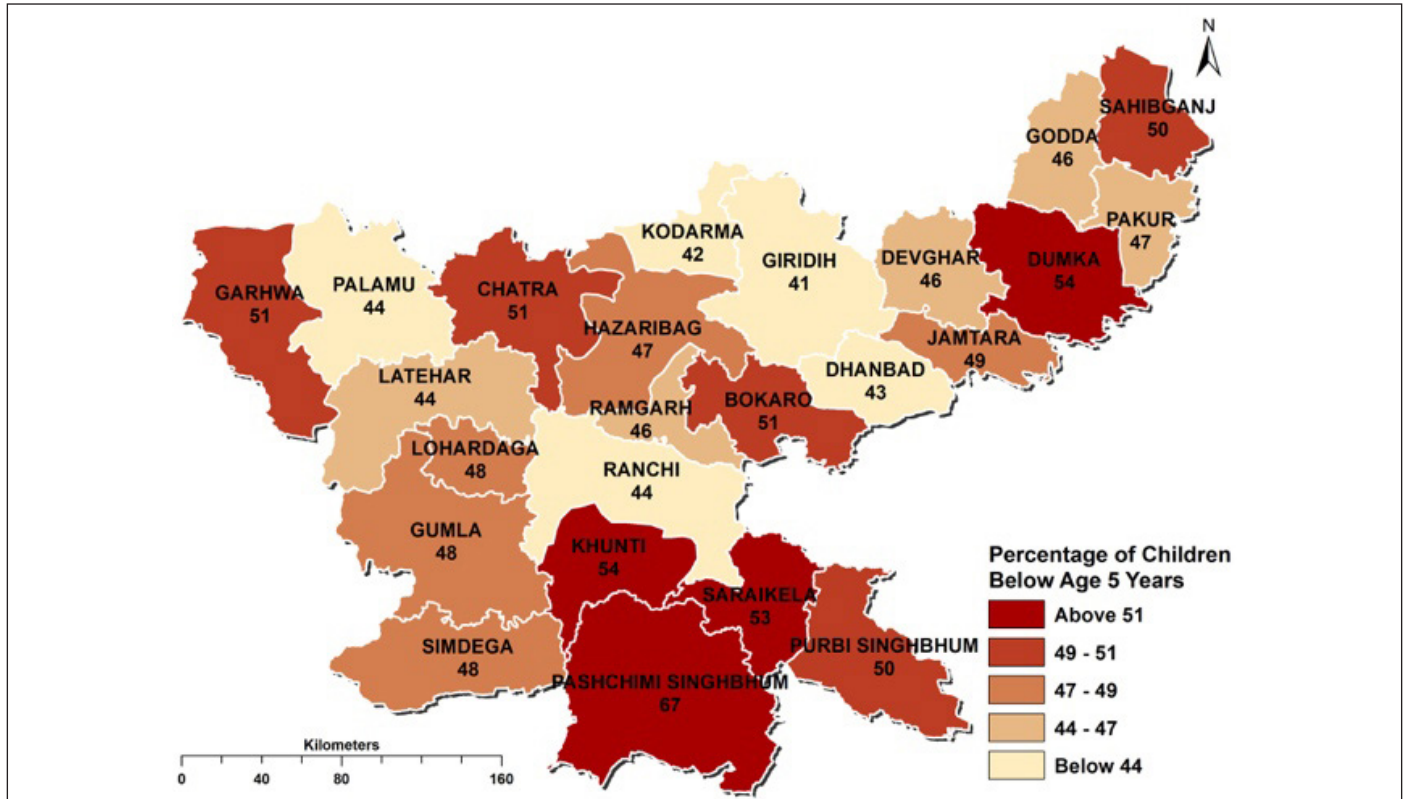 N
SAHIBGANJ
50
GODDA
46
PAKUR
47
KODARMA
42
GIRIDIH
41
DEVGHAR
46
DUMKA
54
GARHWA
51
PALAMU
44
CHATRA
51
HAZARIBAG
47
JAMTARA
49
LATEHAR
44
DHANBAD
43
RAMGARH
46
BOKARO
51
LOHARDAGA
48
RANCHI
44
GUMLA
48
KHUNTI
54
SARAIKELA
53
SIMDEGA
48
PURBI SINGHBHUM
50
PASHCHIMI SINGHBHUM
67
Percentage of Children
Below Age 5 Years
Above 51
49 - 51
47 - 49
44 - 47
Below 44
Kilometers
0 40 80 160